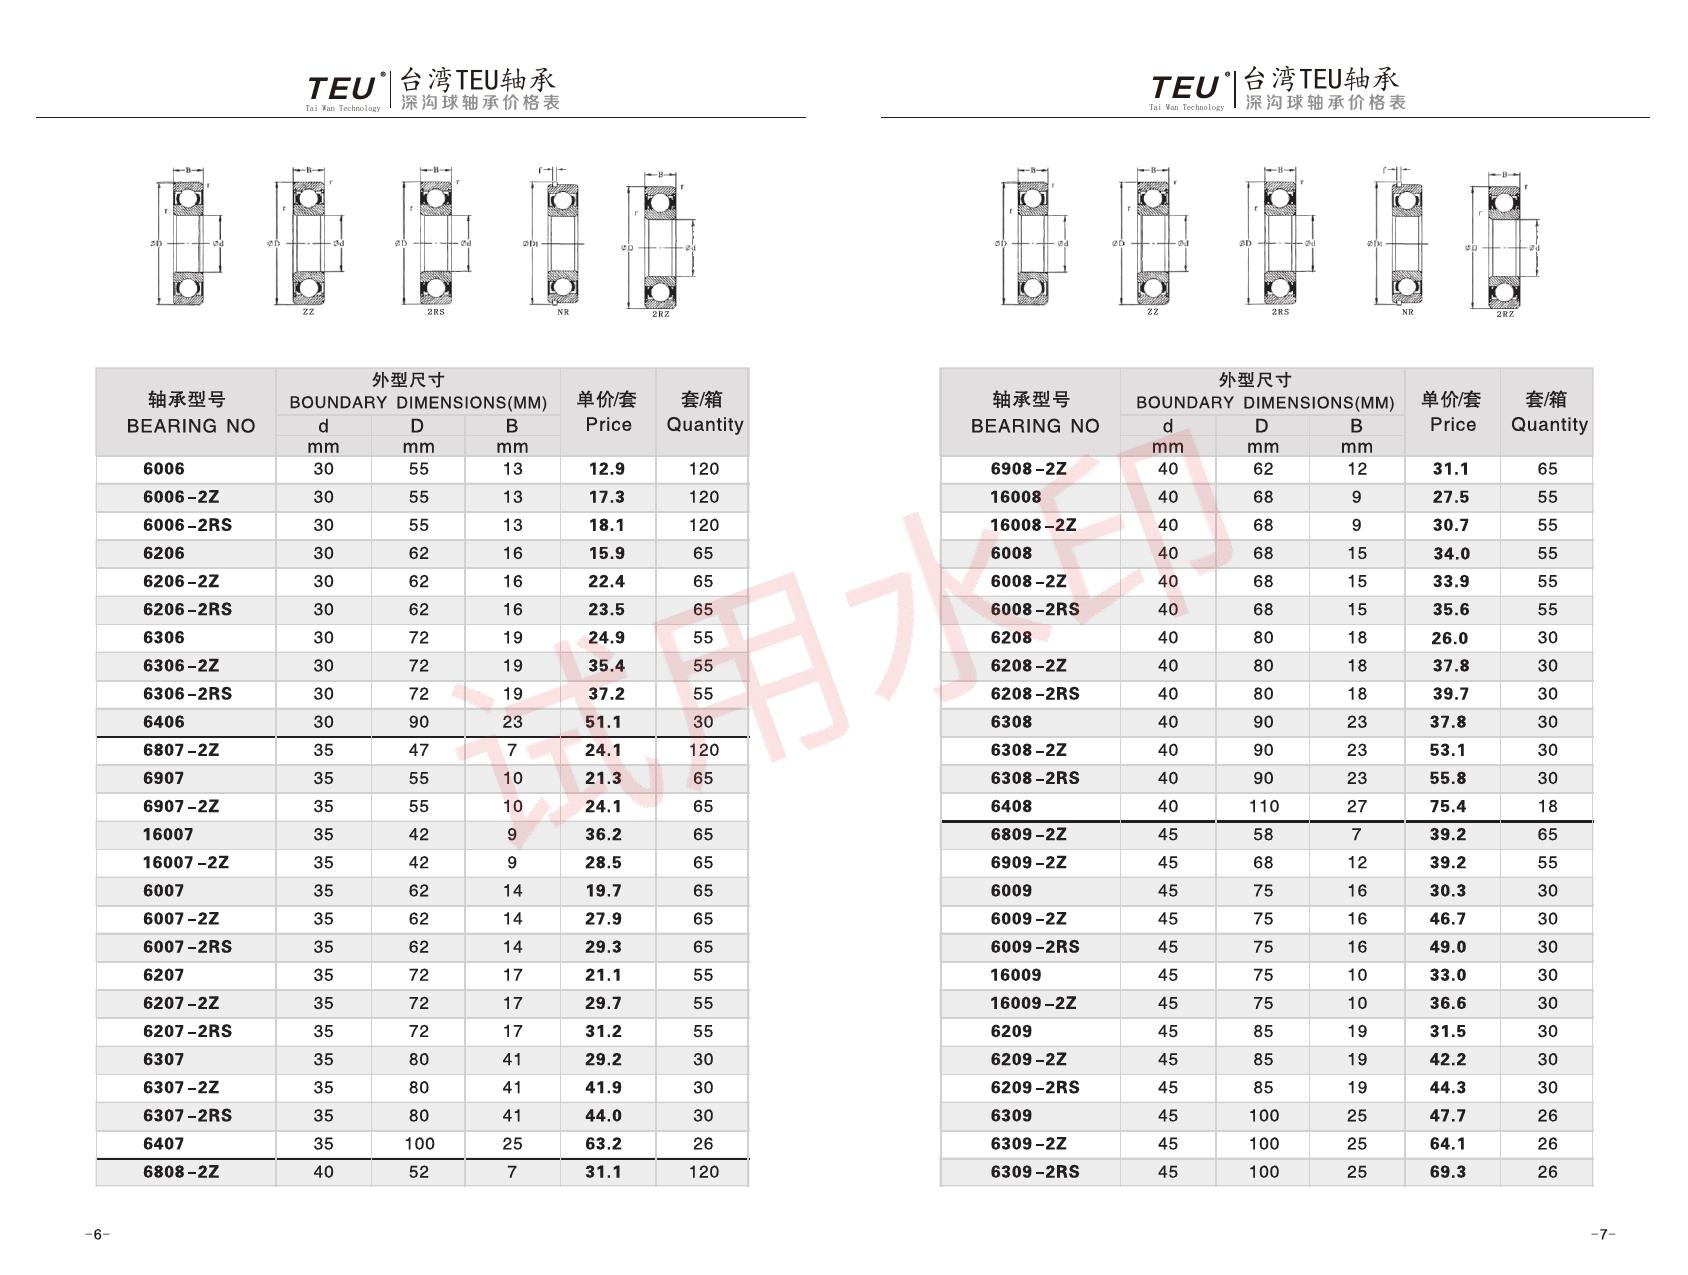 TEU® 台湾TEU轴承
Tai Wan Technology 深沟球轴承价格表
B r r ØD Ød
B r r ØD Ød ZZ
B r r ØD Ød 2RS
f ØD1 NR
B r r ØD Ød 2RZ
轴承型号 外型尺寸 单价/套 套/箱
BEARING NO BOUNDARY DIMENSIONS(MM) Price Quantity
d D B
mm mm mm
6006 30 55 13 12.9 120
6006-2Z 30 55 13 17.3 120
6006-2RS 30 55 13 18.1 120
6206 30 62 16 15.9 65
6206-2Z 30 62 16 22.4 65
6206-2RS 30 62 16 23.5 65
6306 30 72 19 24.9 55
6306-2Z 30 72 19 35.4 55
6306-2RS 30 72 19 37.2 55
6406 30 90 23 51.1 30
6807-2Z 35 47 7 24.1 120
6907 35 55 10 21.3 65
6907-2Z 35 55 10 24.1 65
16007 35 42 9 36.2 65
16007-2Z 35 42 9 28.5 65
6007 35 62 14 19.7 65
6007-2Z 35 62 14 27.9 65
6007-2RS 35 62 14 29.3 65
6207 35 72 17 21.1 55
6207-2Z 35 72 17 29.7 55
6207-2RS 35 72 17 31.2 55
6307 35 80 41 29.2 30
6307-2Z 35 80 41 41.9 30
6307-2RS 35 80 41 44.0 30
6407 35 100 25 63.2 26
6808-2Z 40 52 7 31.1 120
-6-
TEU® 台湾TEU轴承
Tai Wan Technology 深沟球轴承价格表
B r r ØD Ød
B r r ØD Ød ZZ
B r r ØD Ød 2RS
f ØD1 NR
B r r ØD Ød 2RZ
轴承型号 外型尺寸 单价/套 套/箱
BEARING NO BOUNDARY DIMENSIONS(MM) Price Quantity
d D B
mm mm mm
6908-2Z 40 62 12 31.1 65
16008 40 68 9 27.5 55
16008-2Z 40 68 9 30.7 55
6008 40 68 15 34.0 55
6008-2Z 40 68 15 33.9 55
6008-2RS 40 68 15 35.6 55
6208 40 80 18 26.0 30
6208-2Z 40 80 18 37.8 30
6208-2RS 40 80 18 39.7 30
6308 40 90 23 37.8 30
6308-2Z 40 90 23 53.1 30
6308-2RS 40 90 23 55.8 30
6408 40 110 27 75.4 18
6809-2Z 45 58 7 39.2 65
6909-2Z 45 68 12 39.2 55
6009 45 75 16 30.3 30
6009-2Z 45 75 16 46.7 30
6009-2RS 45 75 16 49.0 30
16009 45 75 10 33.0 30
16009-2Z 45 75 10 36.6 30
6209 45 85 19 31.5 30
6209-2Z 45 85 19 42.2 30
6209-2RS 45 85 19 44.3 30
6309 45 100 25 47.7 26
6309-2Z 45 100 25 64.1 26
6309-2RS 45 100 25 69.3 26
-7-
试用水印